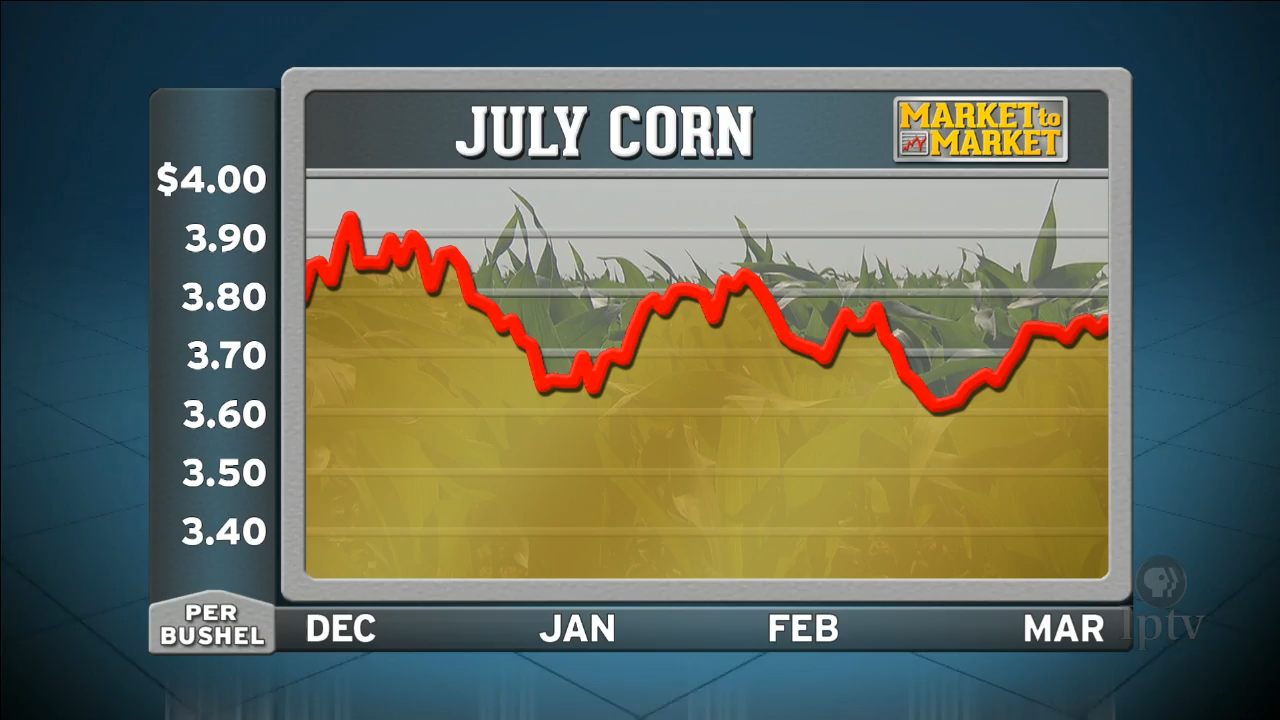 JULY CORN
MARKET to
MARKET
$4.00
3.90
3.80
3.70
3.60
3.50
3.40
PER
BUSHEL
DEC JAN FEB MAR
iptv